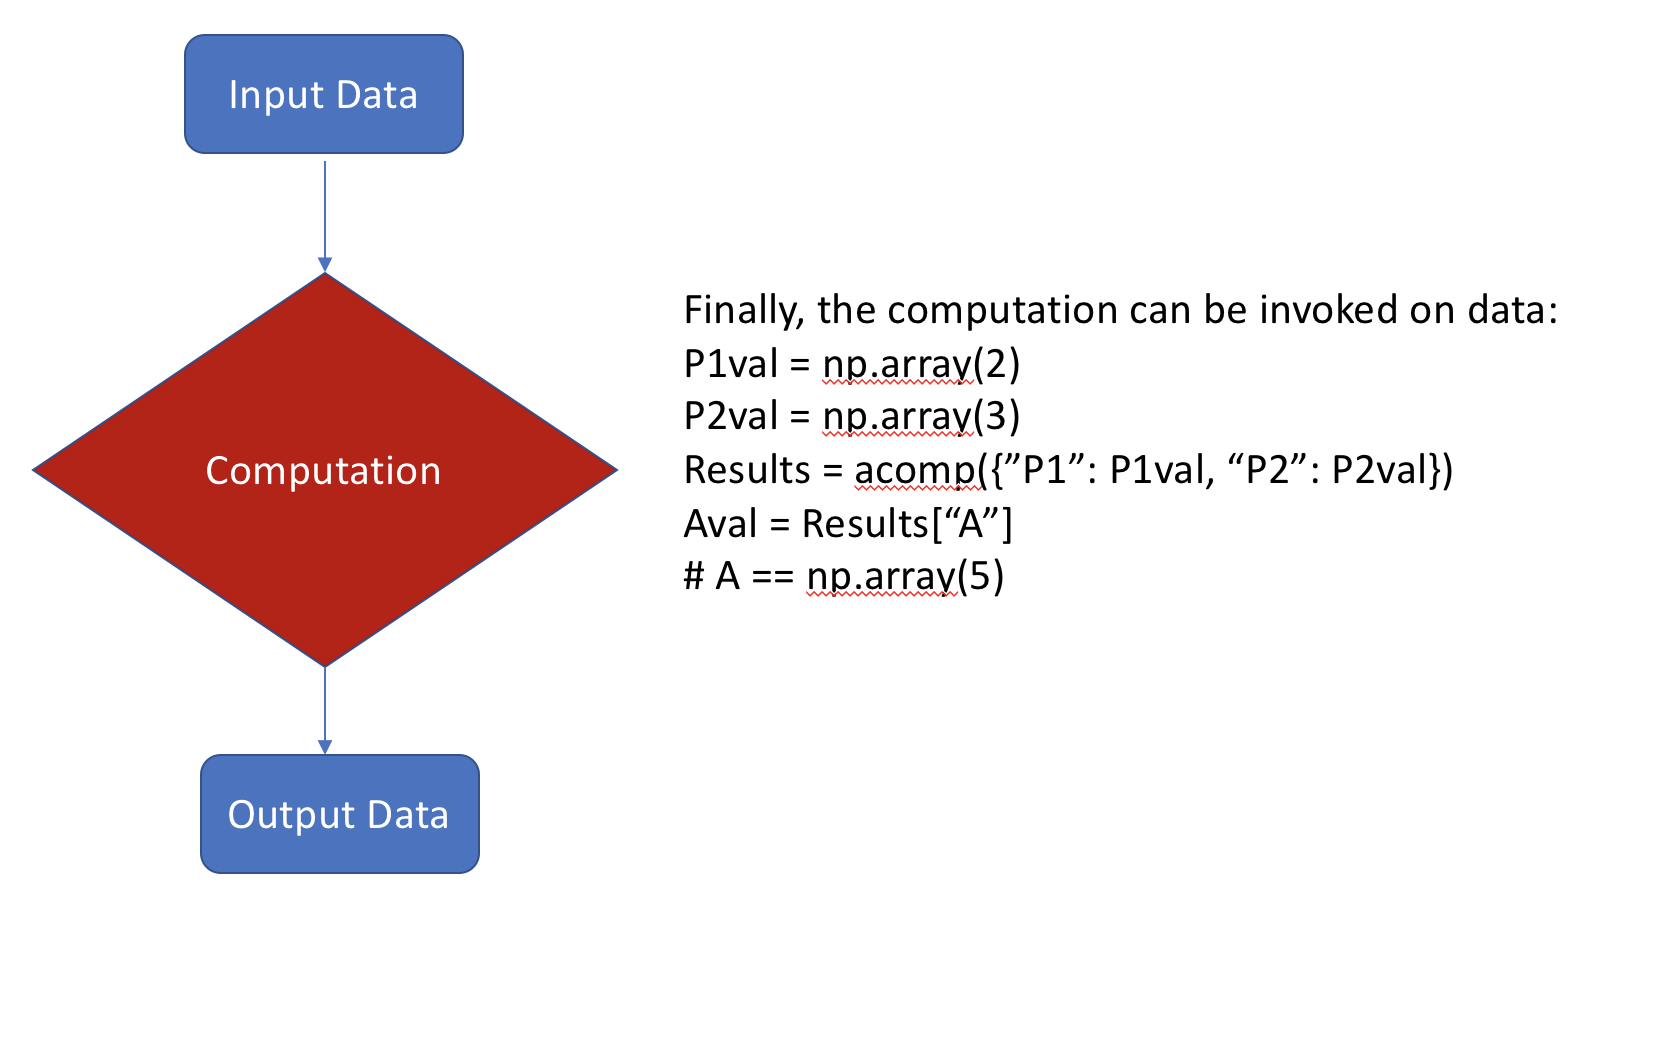 Input Data
Computation
Output Data
Finally, the computation can be invoked on data:
P1val = np.array(2)
P2val = np.array(3)
Results = acomp({”P1”: P1val, “P2”: P2val})
Aval = Results[“A”]
# A == np.array(5)